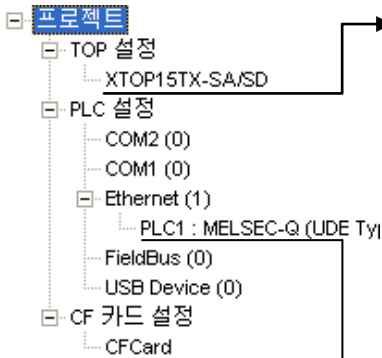 프로젝트
TOP 설정
XTOP15TX-SA/SD
PLC 설정
COM2 (0)
COM1 (0)
Ethernet (1)
PLC1 : MELSEC-Q (UDE Typ
FieldBus (0)
USB Device (0)
CF 카드 설정
CFCard